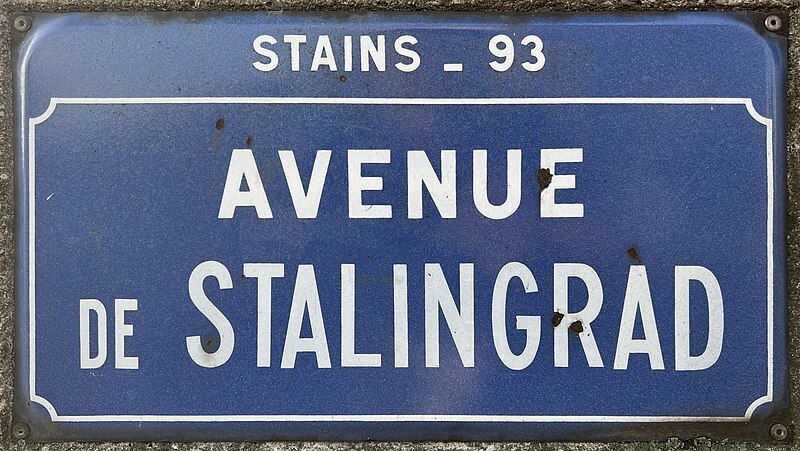 STAINS - 93
AVENUE
DE STALINGRAD